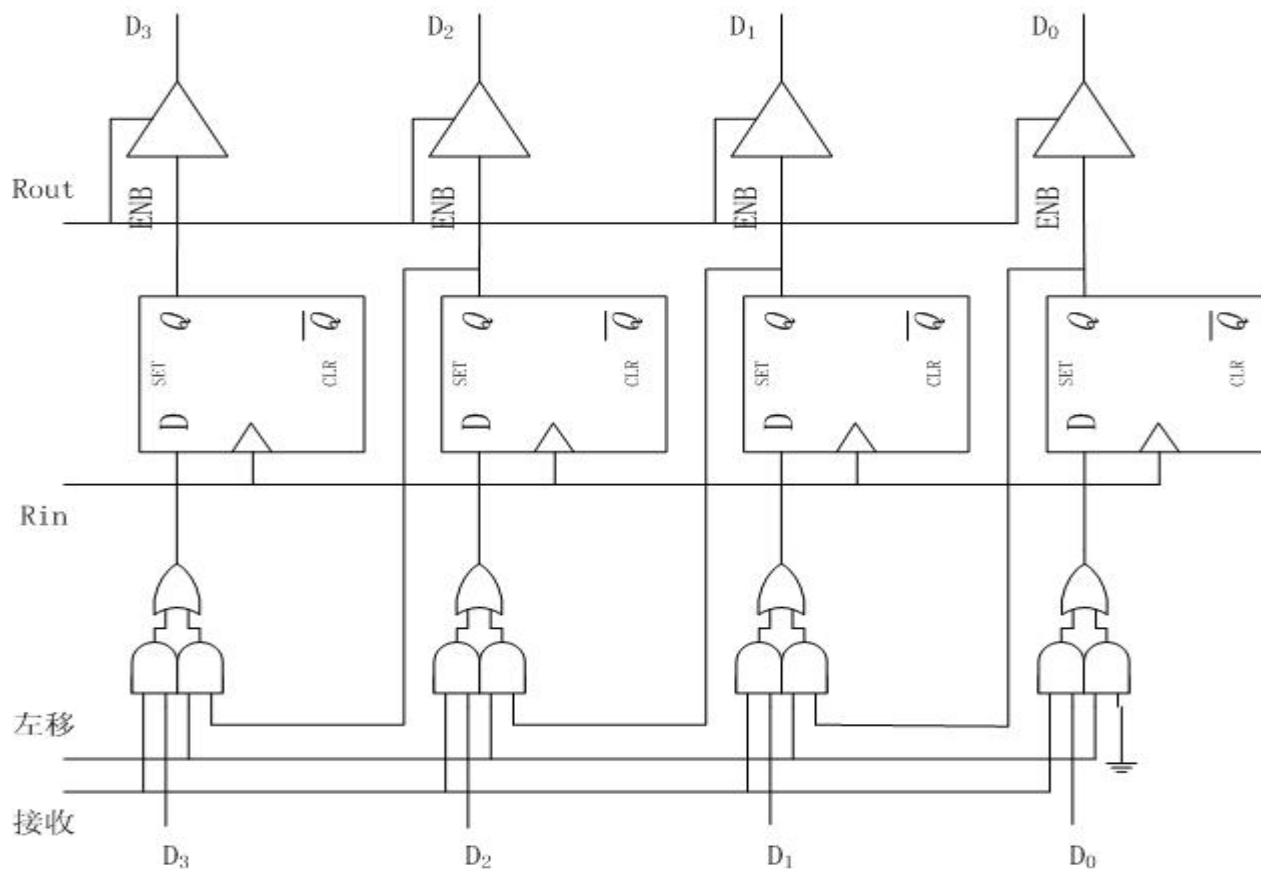 D₃ D₂ D₁ D₀
Rout
ENB ENB ENB ENB
Q Q̅ Q Q̅ Q Q̅ Q Q̅
SET CLR SET CLR SET CLR SET CLR
D D D D
Rin
左移
接收
D₃ D₂ D₁ D₀